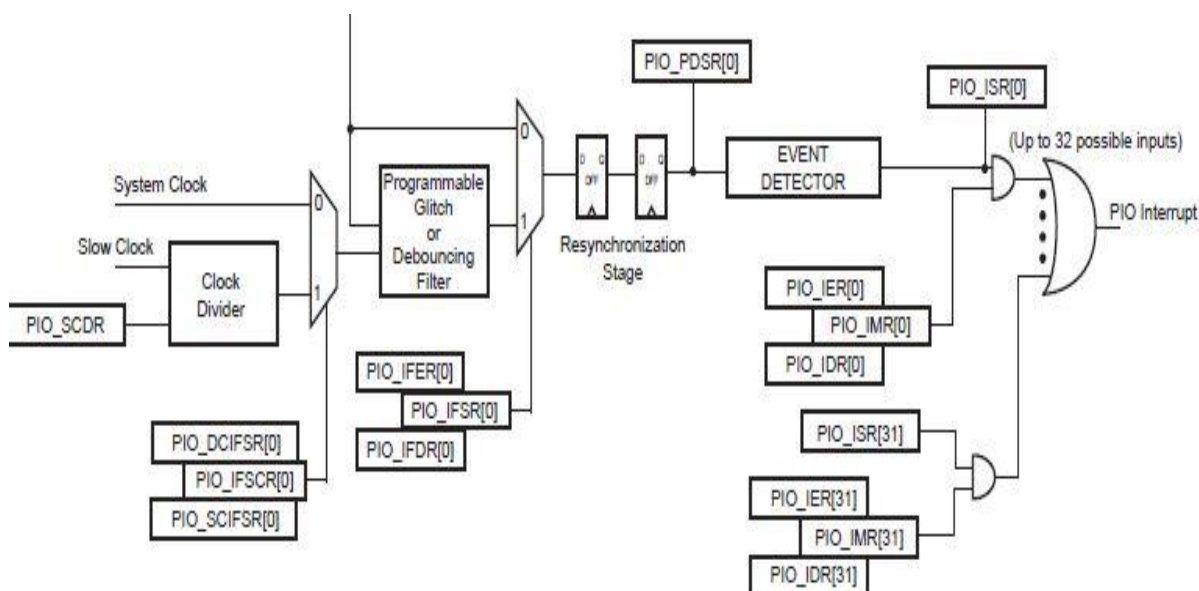 PIO_PDSR[0]
PIO_ISR[0]
(Up to 32 possible inputs)
System Clock
0
Programmable
Glitch
or
Debouncing
Filter
0
1
D Q
DFF
D Q
DFF
Resynchronization
Stage
EVENT
DETECTOR
PIO Interrupt
Slow Clock
Clock
Divider
1
PIO_SCDR
PIO_IER[0]
PIO_IMR[0]
PIO_IDR[0]
PIO_IFER[0]
PIO_IFSR[0]
PIO_IFDR[0]
PIO_DCIFSR[0]
PIO_IFSCR[0]
PIO_SCIFSR[0]
PIO_ISR[31]
PIO_IER[31]
PIO_IMR[31]
PIO_IDR[31]